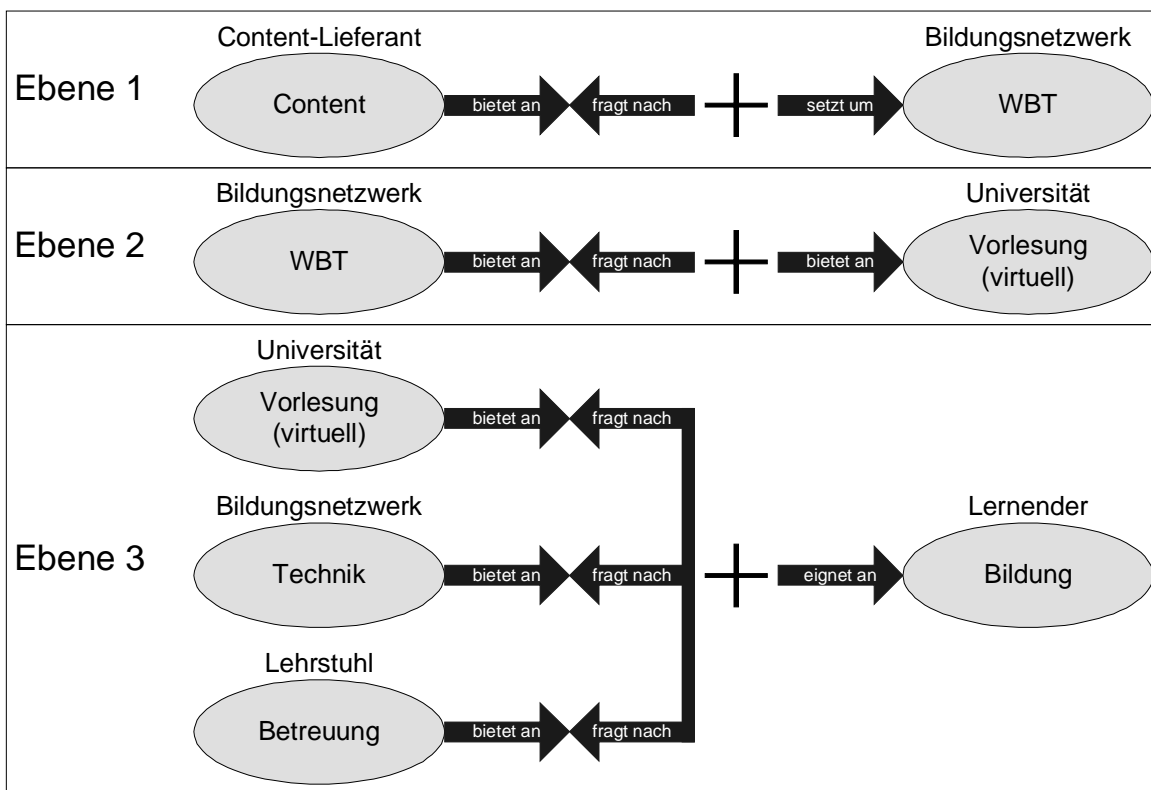 Ebene 1
Content-Lieferant
Content
bietet an
fragt nach
setzt um
Bildungsnetzwerk
WBT
Ebene 2
Bildungsnetzwerk
WBT
bietet an
fragt nach
bietet an
Universität
Vorlesung
(virtuell)
Ebene 3
Universität
Vorlesung
(virtuell)
bietet an
fragt nach
Bildungsnetzwerk
Technik
bietet an
fragt nach
eignet an
Lernender
Bildung
Lehrstuhl
Betreuung
bietet an
fragt nach